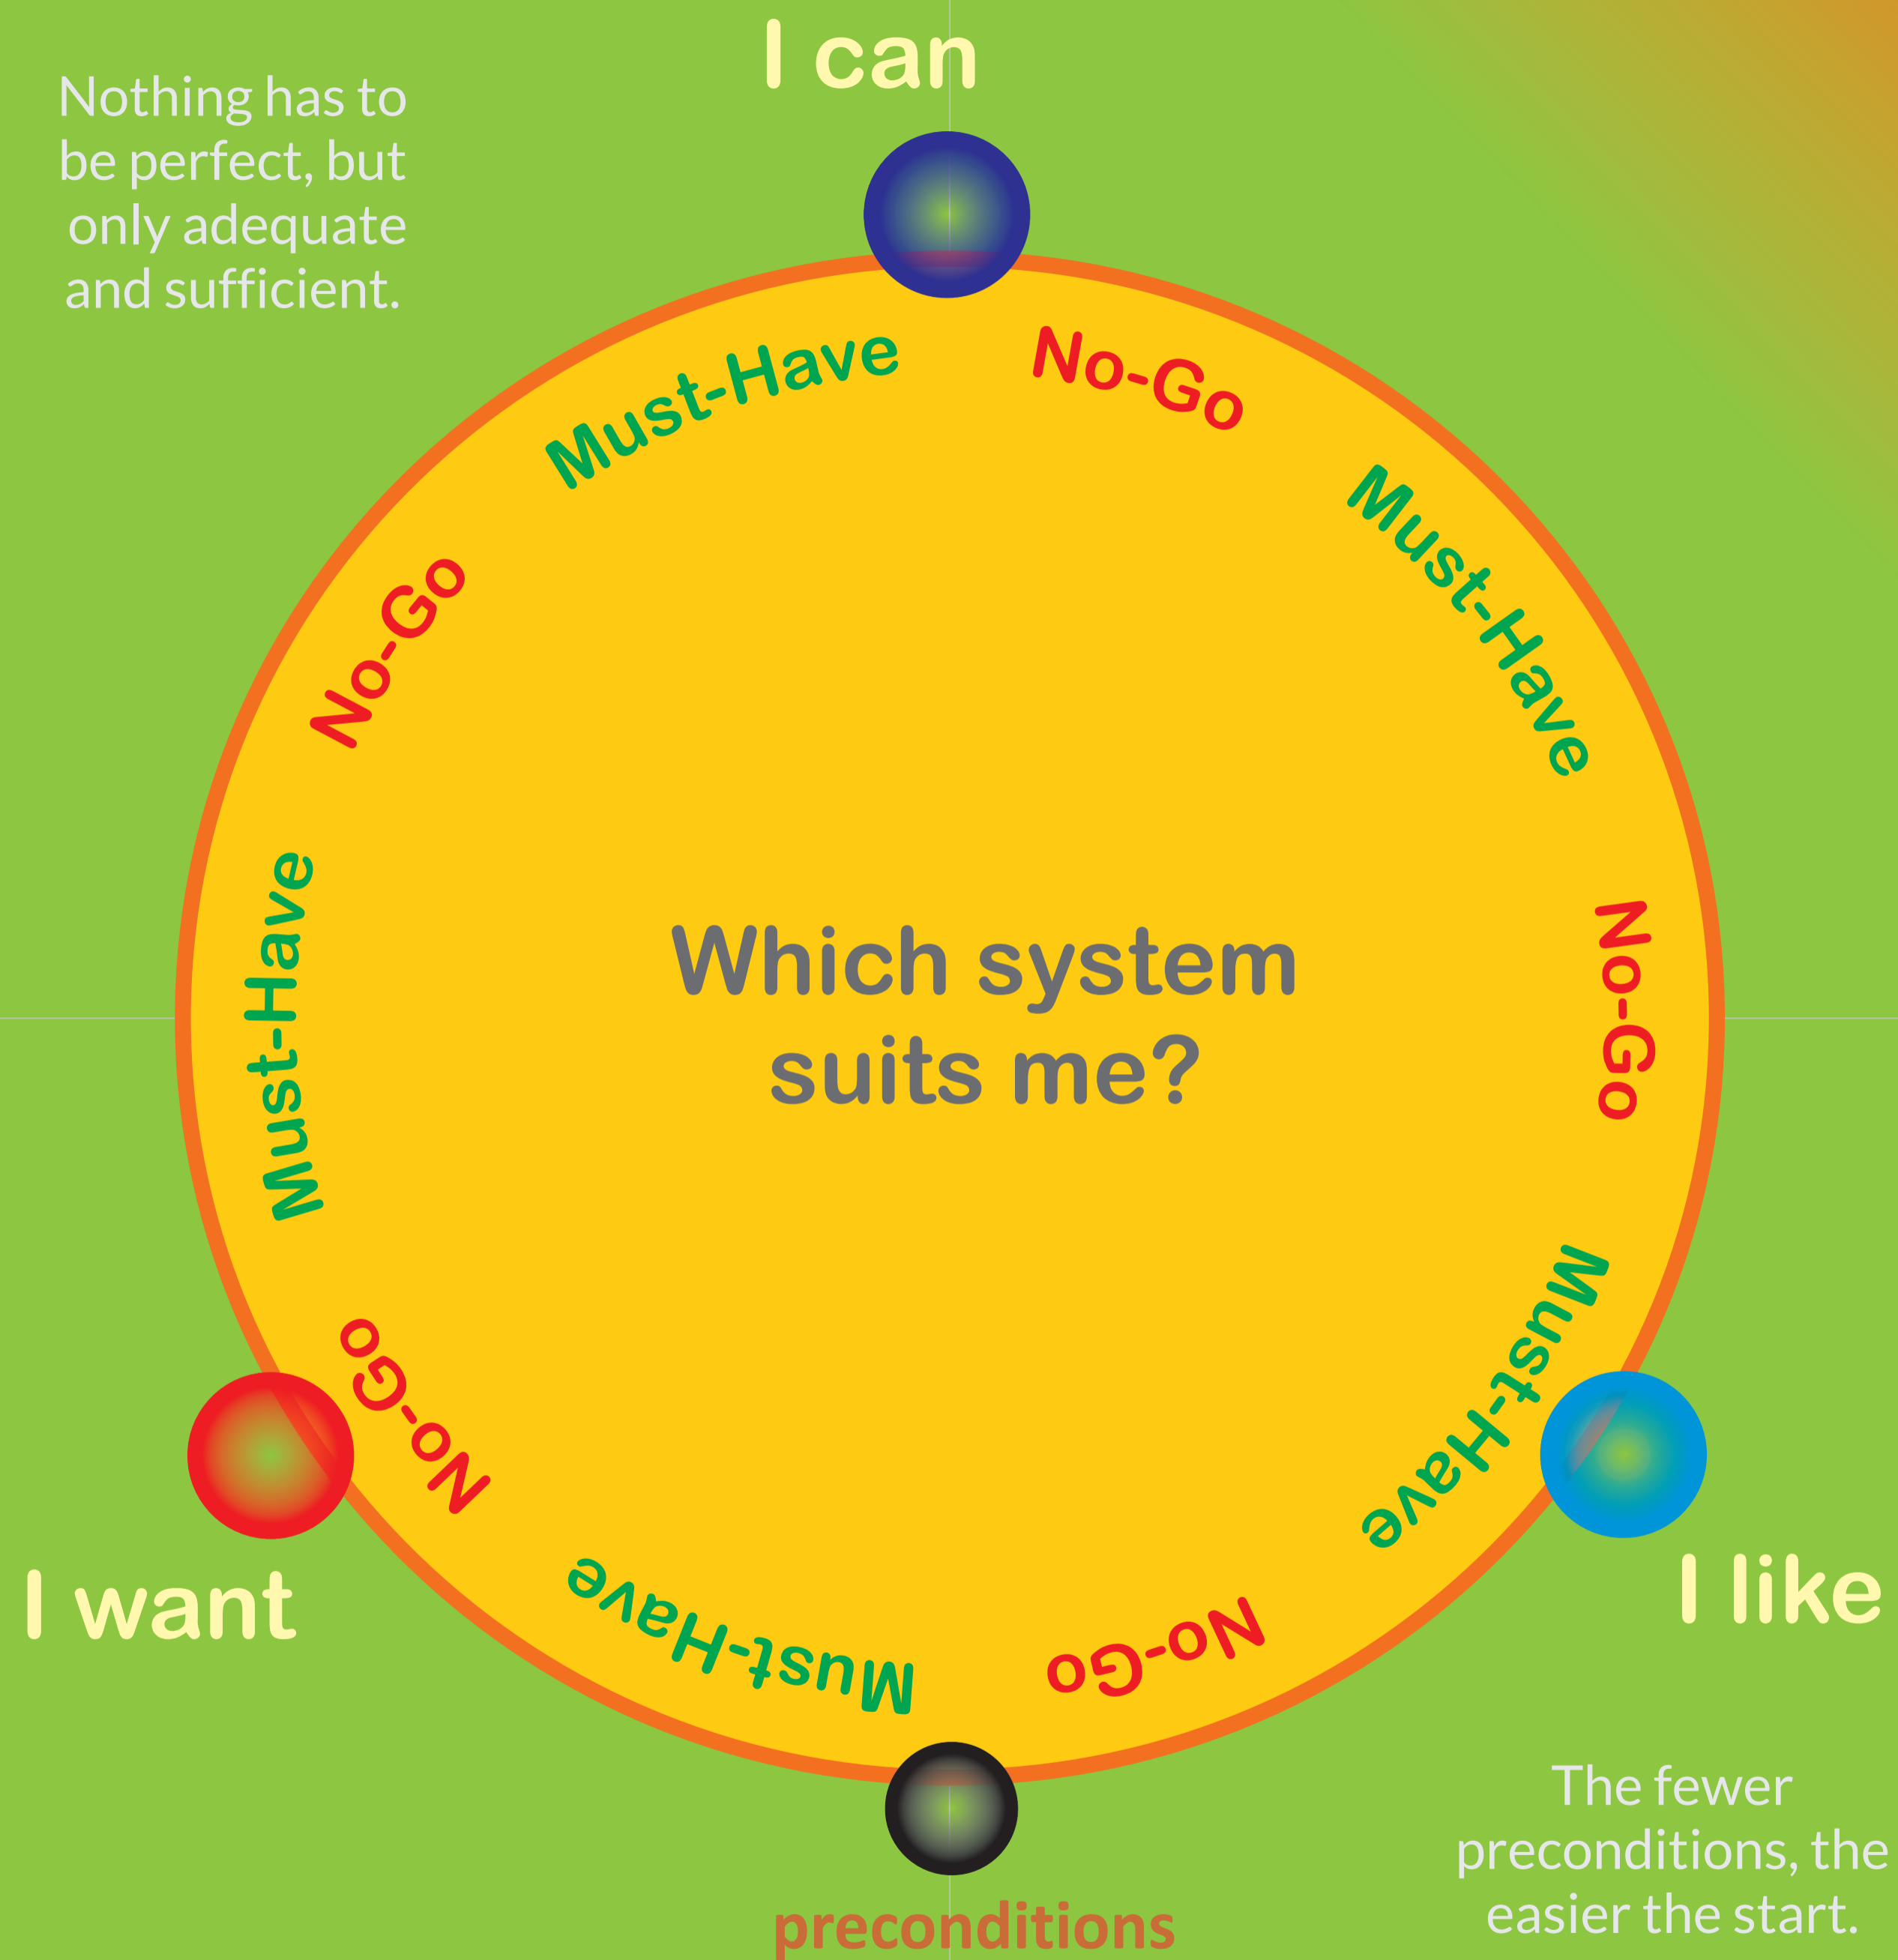 I can
Nothing has to
be perfect, but
only adequate
and sufficient.
Must-Have
No-Go
Must-Have
No-Go
Must-Have
No-Go
Must-Have
No-Go
Must-Have
No-Go
Which system
suits me?
I want
I like
preconditions
The fewer
preconditions, the
easier the start.